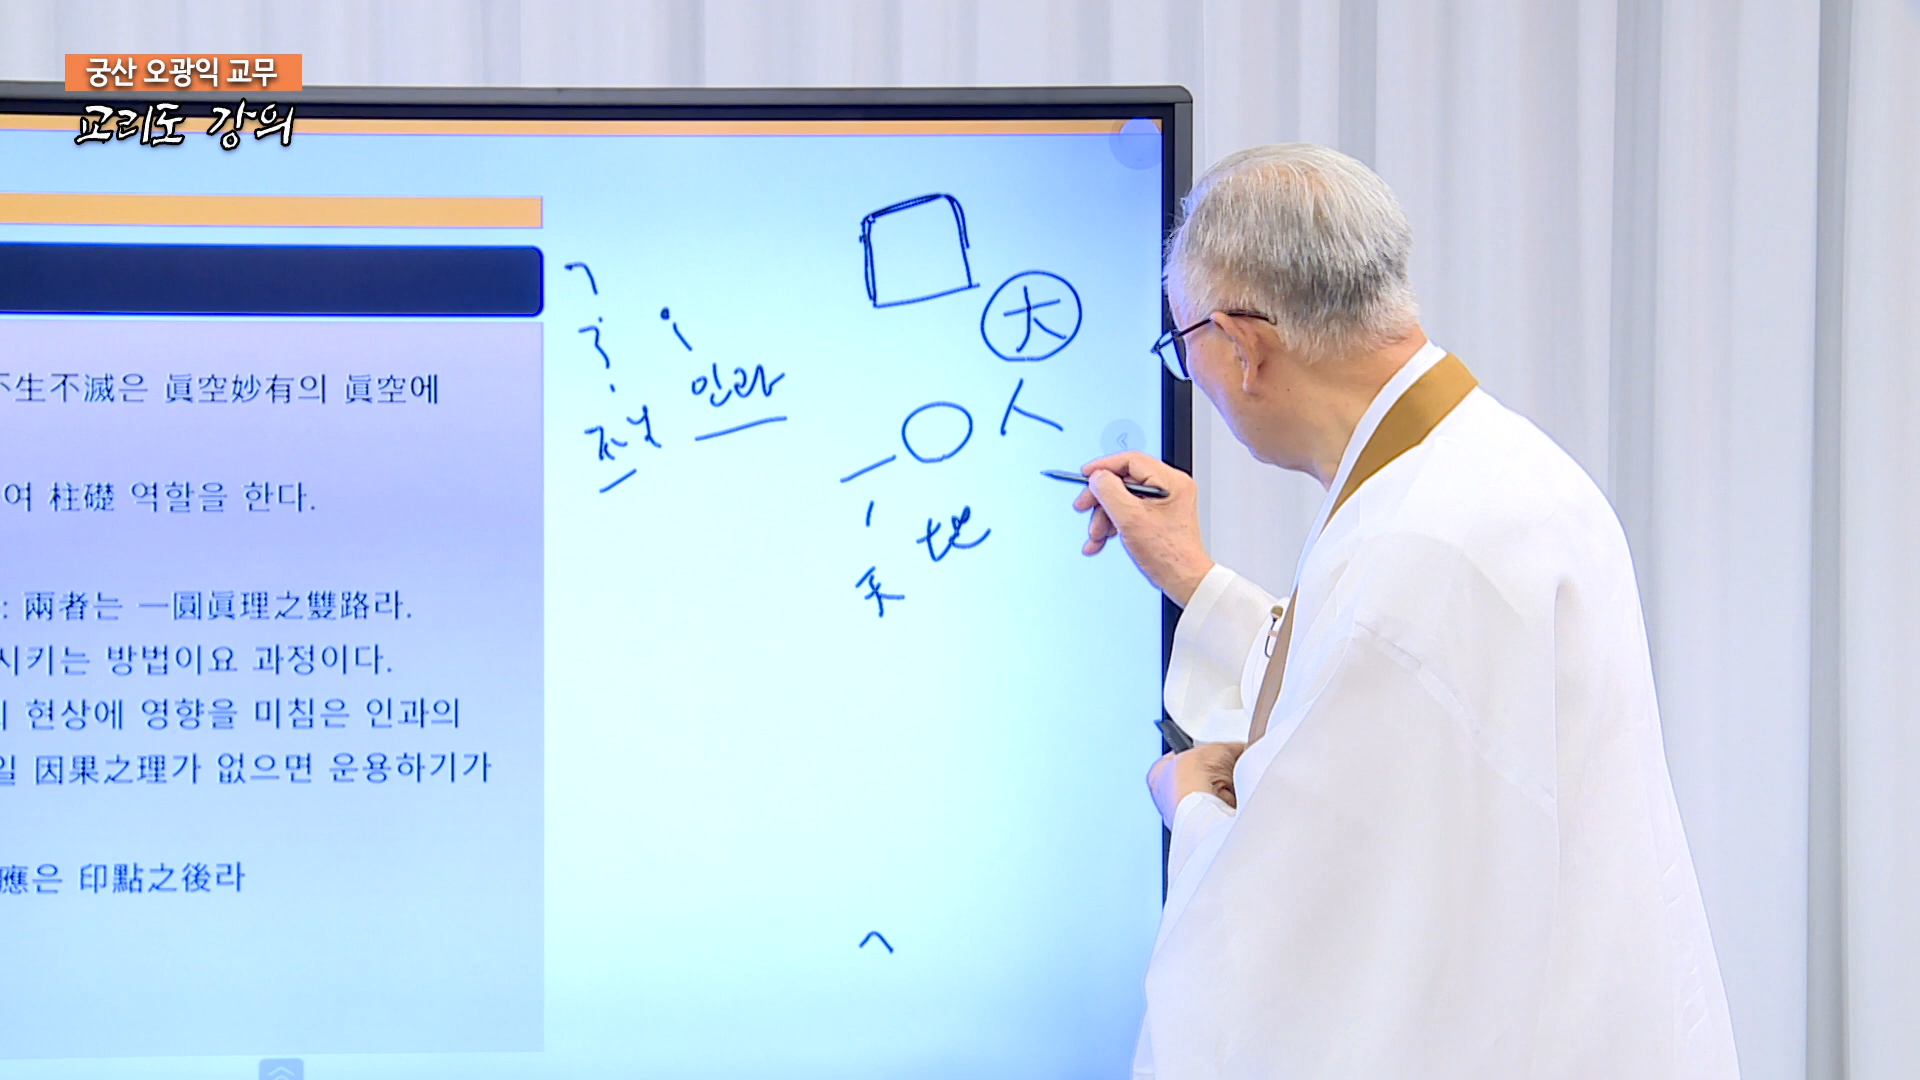 궁산 오광익 교무
교리도 강의
不生不滅은 眞空妙有의 眞空에
여 柱礎 역할을 한다.
: 兩者는 一圓眞理之雙路라.
시키는 방법이요 과정이다.
현상에 영향을 미침은 인과의
일 因果之理가 없으면 운용하기가
應은 印點之後라
인과
大
人
地
天